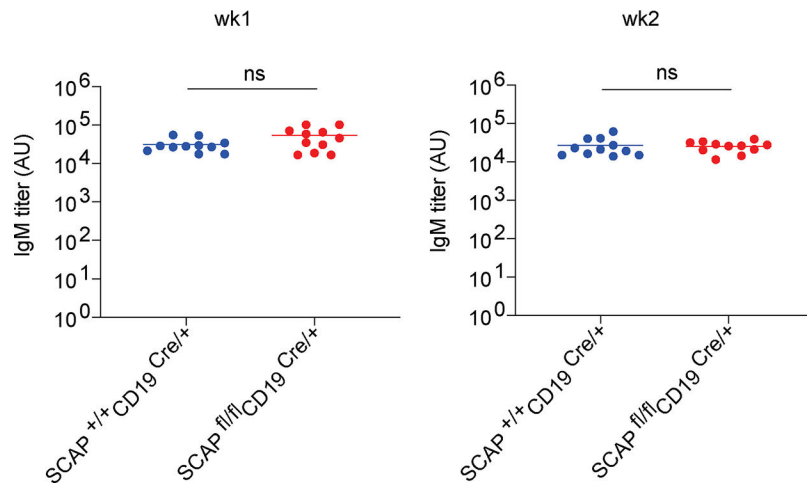 wk1
ns
IgM titer (AU)
10^6
10^5
10^4
10^3
10^2
10^1
10^0
SCAP^+/+ CD19^Cre/+
SCAP^fl/fl CD19^Cre/+
wk2
ns
IgM titer (AU)
10^6
10^5
10^4
10^3
10^2
10^1
10^0
SCAP^+/+ CD19^Cre/+
SCAP^fl/fl CD19^Cre/+